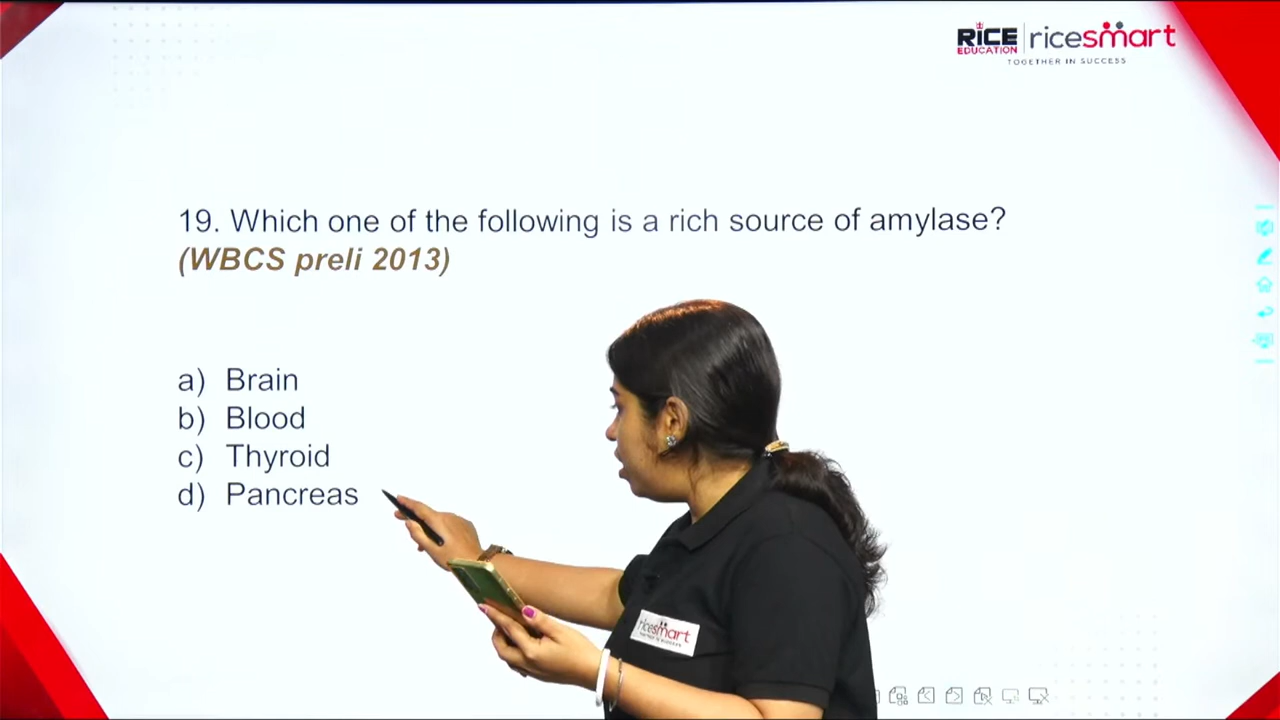 RICE EDUCATION ricesmart
TOGETHER IN SUCCESS
19. Which one of the following is a rich source of amylase?
(WBCS preli 2013)
a) Brain
b) Blood
c) Thyroid
d) Pancreas
ricesmart